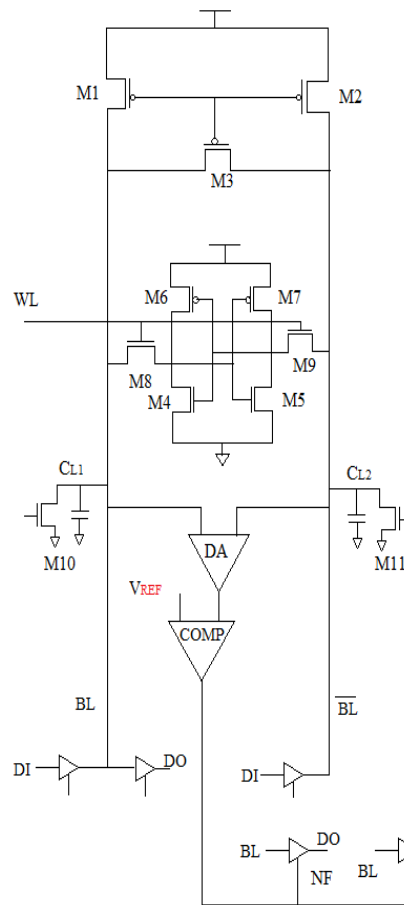 M1
M2
M3
WL
M6
M7
M8
M9
M4
M5
CL1
CL2
M10
M11
DA
VREF
COMP
BL
BL
DI
DO
DI
BL
DO
BL
NF